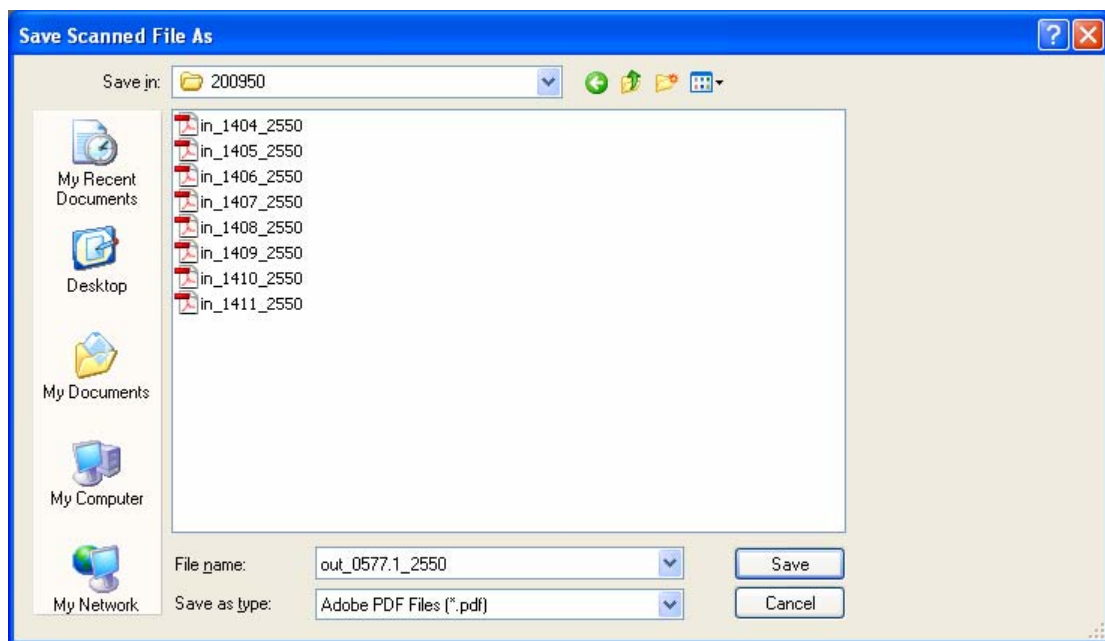 Save Scanned File As
Save in:
200950
in_1404_2550
in_1405_2550
in_1406_2550
in_1407_2550
in_1408_2550
in_1409_2550
in_1410_2550
in_1411_2550
My Recent
Documents
Desktop
My Documents
My Computer
My Network
File name:
out_0577.1_2550
Save
Save as type:
Adobe PDF Files (*.pdf)
Cancel